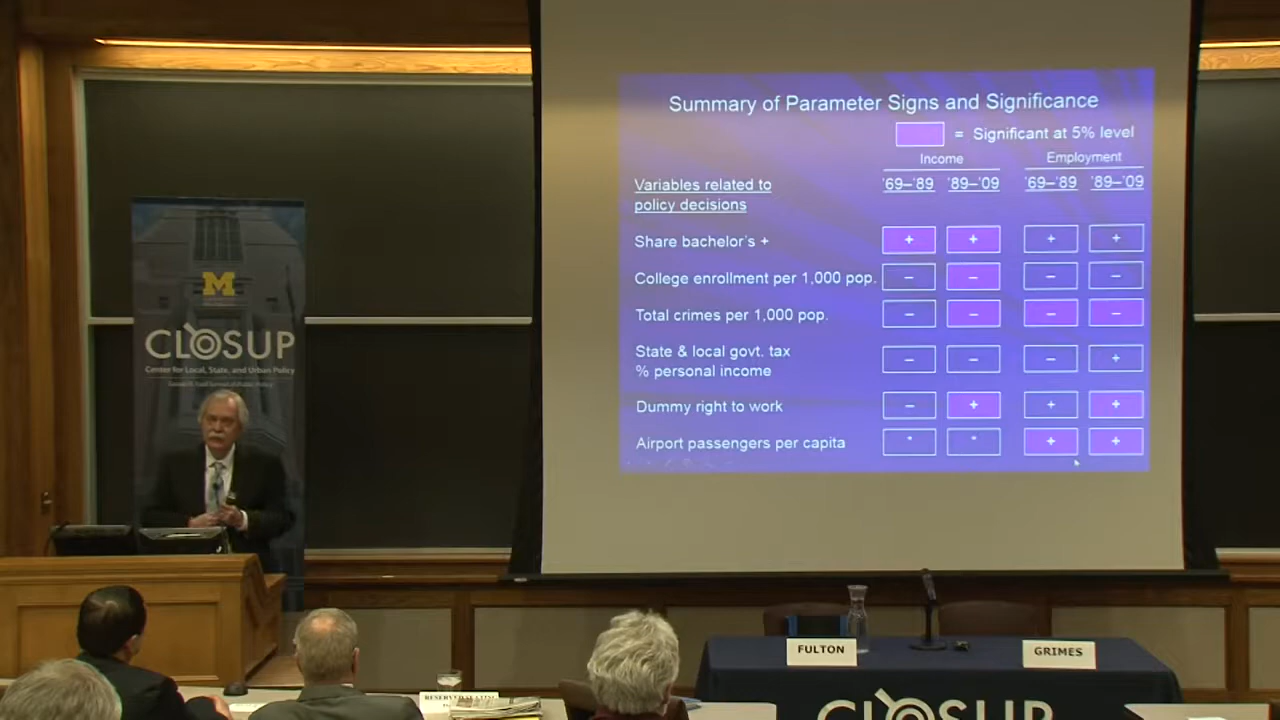 Summary of Parameter Signs and Significance
= Significant at 5% level
Income Employment
Variables related to '69–'89 '89–'09 '69–'89 '89–'09
policy decisions
Share bachelor's + + + + +
College enrollment per 1,000 pop. – – – –
Total crimes per 1,000 pop. – – – –
State & local govt. tax
% personal income – – – +
Dummy right to work – + + +
Airport passengers per capita * * + +
M
CLOSUP
Center for Local, State, and Urban Policy
FULTON
GRIMES
CLOSUP